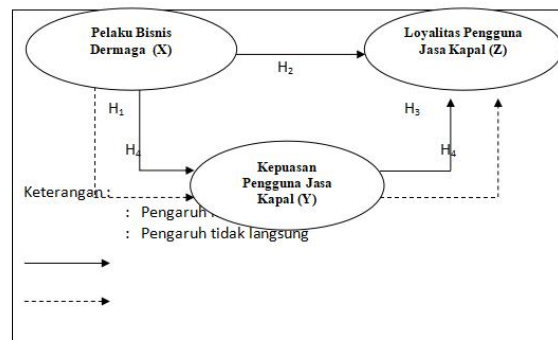 Pelaku Bisnis
Dermaga (X)
Loyalitas Pengguna
Jasa Kapal (Z)
H2
H1
H3
H4
H4
Kepuasan
Pengguna Jasa
Kapal (Y)
Keterangan :
: Pengaruh
: Pengaruh tidak langsung